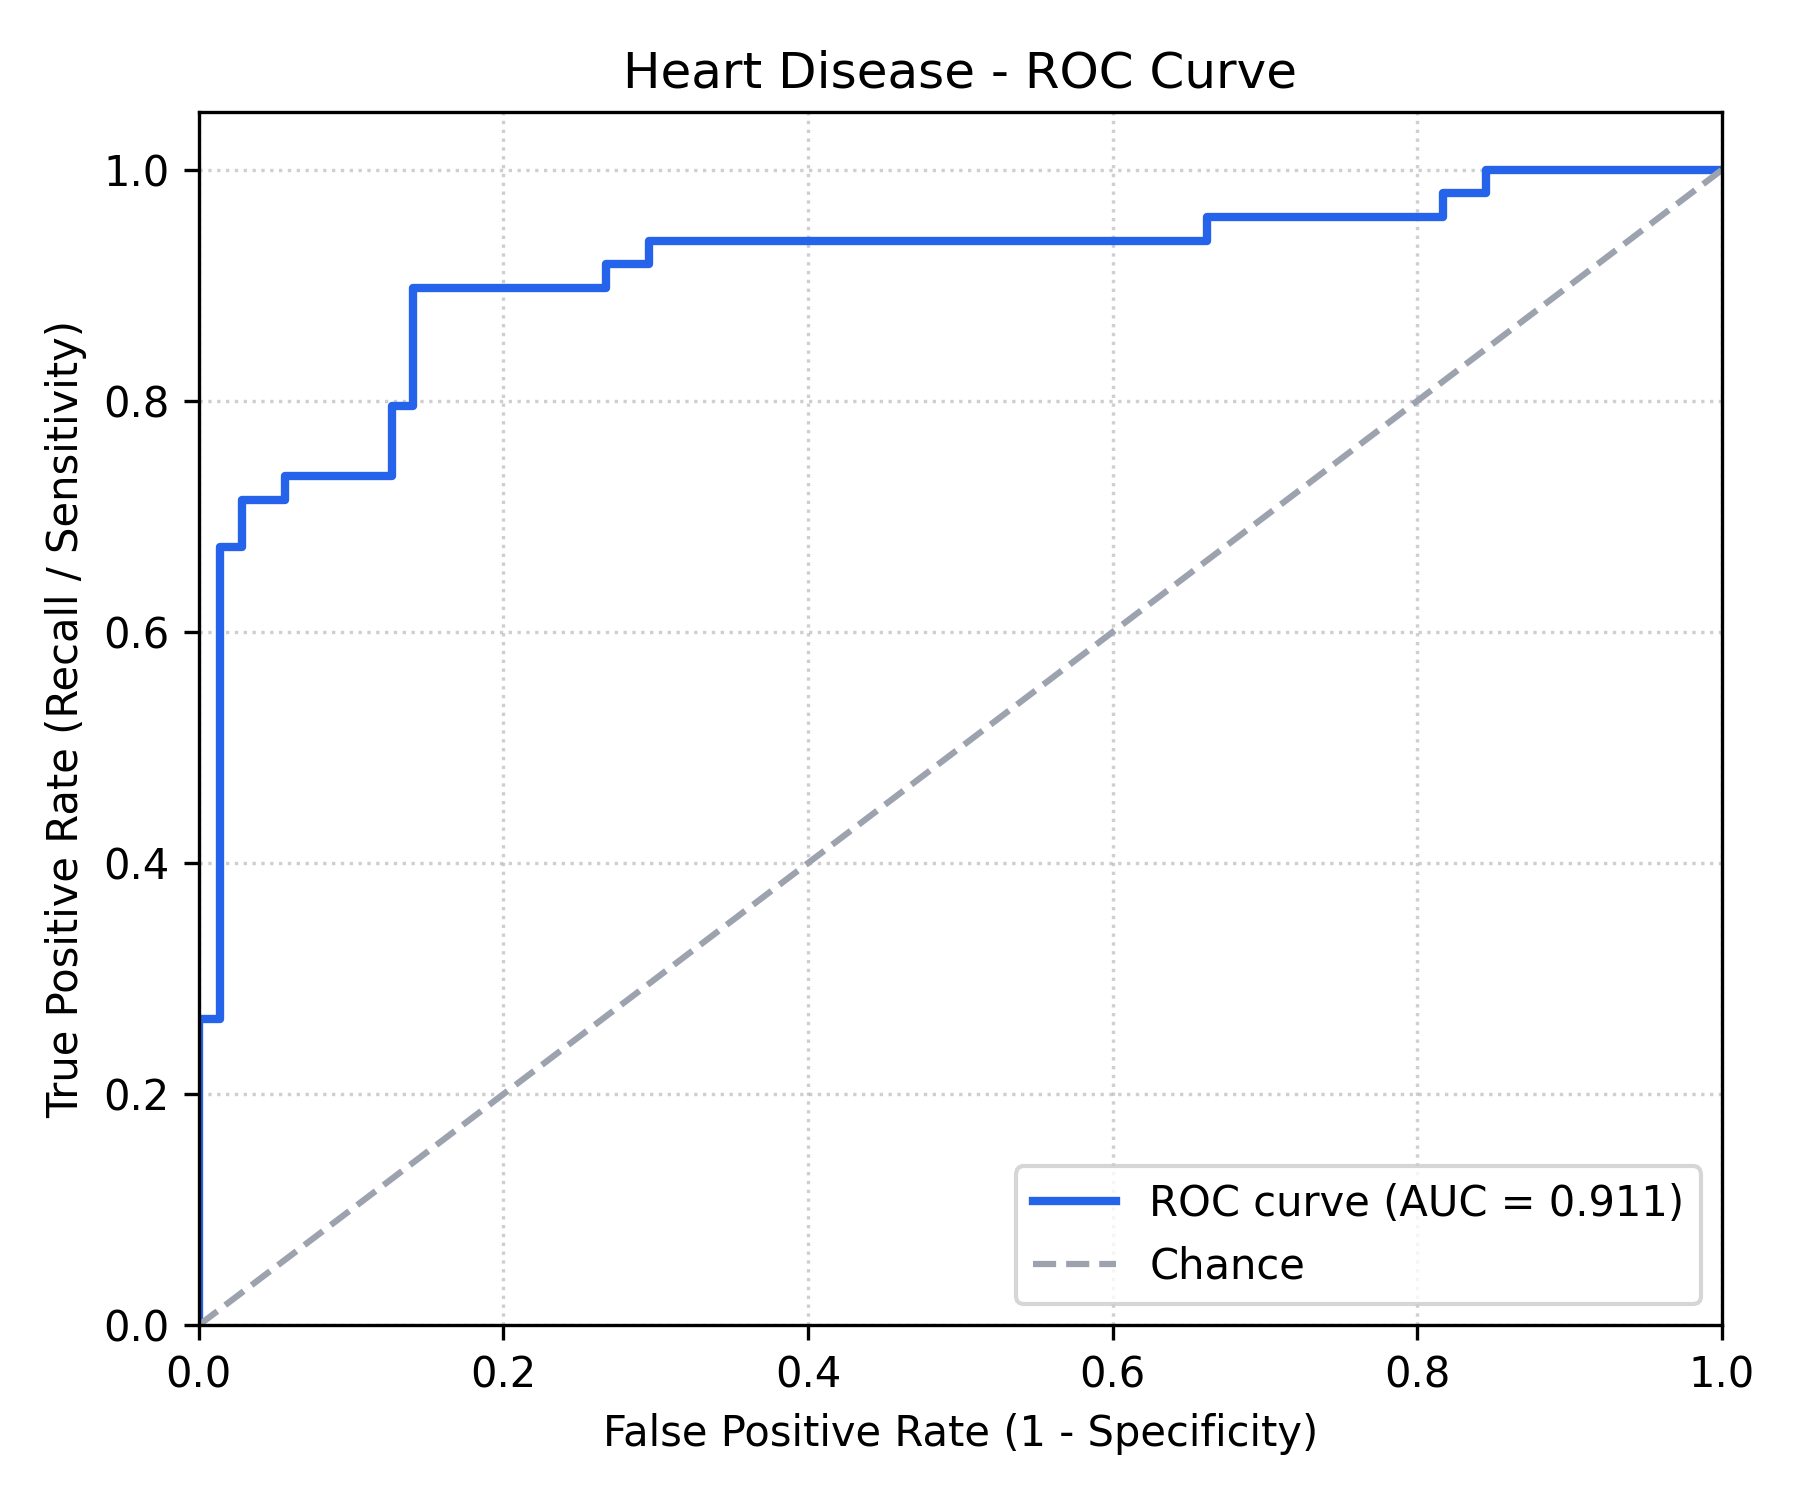 Heart Disease - ROC Curve
True Positive Rate (Recall / Sensitivity)
1.0
0.8
0.6
0.4
0.2
0.0
ROC curve (AUC = 0.911)
Chance
0.0 0.2 0.4 0.6 0.8 1.0
False Positive Rate (1 - Specificity)